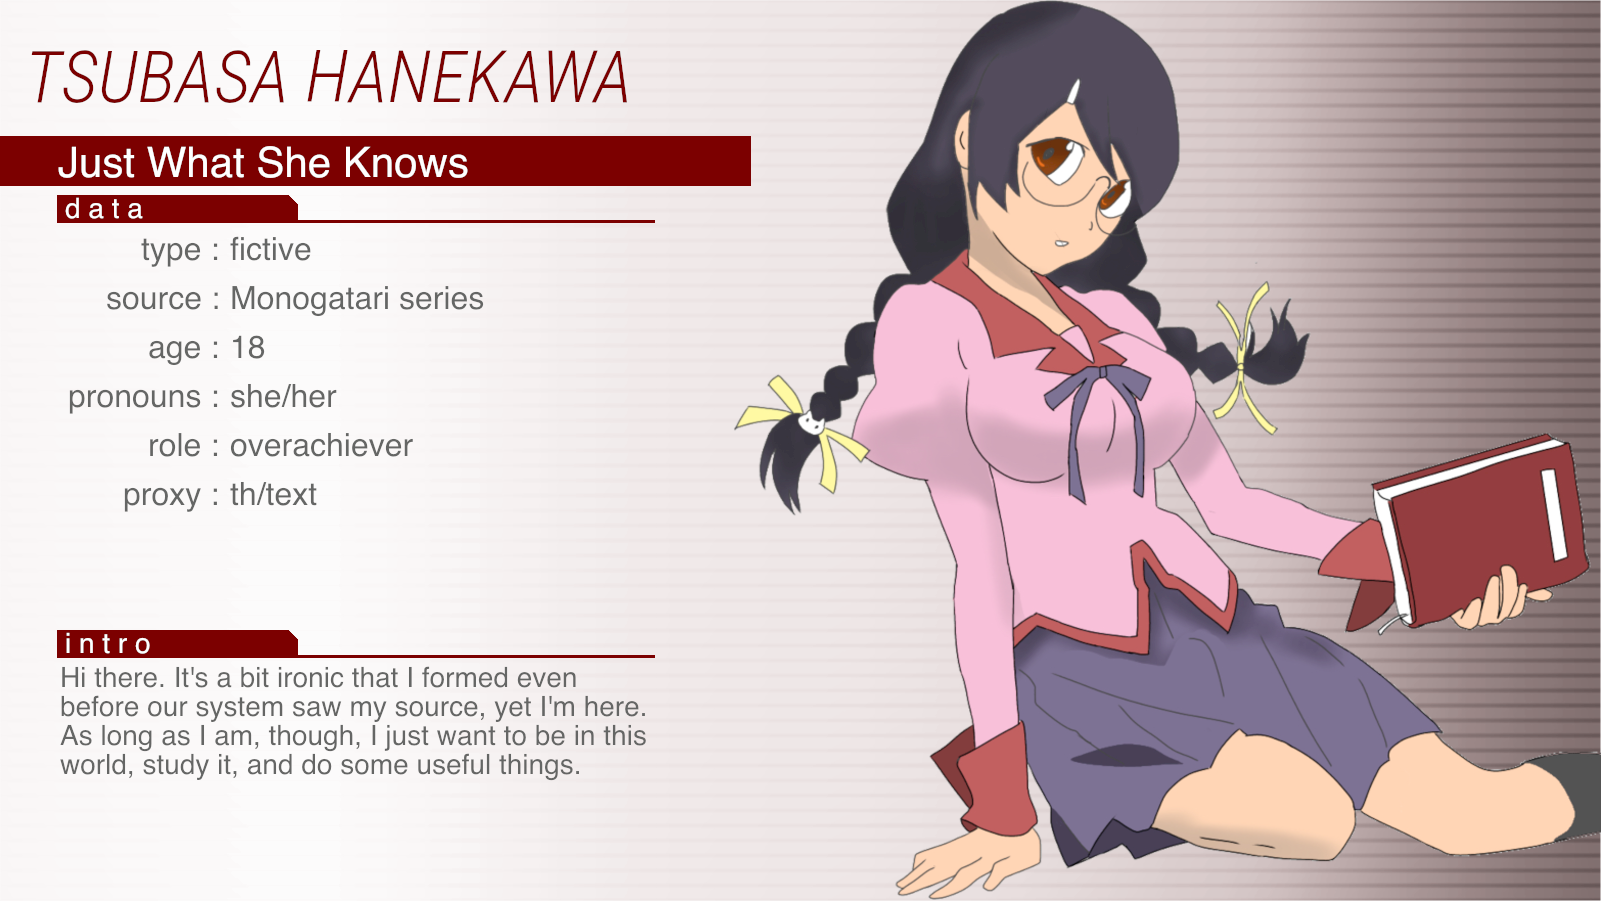 TSUBASA HANEKAWA
Just What She Knows
data
type : fictive
source : Monogatari series
age : 18
pronouns : she/her
role : overachiever
proxy : th/text
intro
Hi there. It's a bit ironic that I formed even
before our system saw my source, yet I'm here.
As long as I am, though, I just want to be in this
world, study it, and do some useful things.